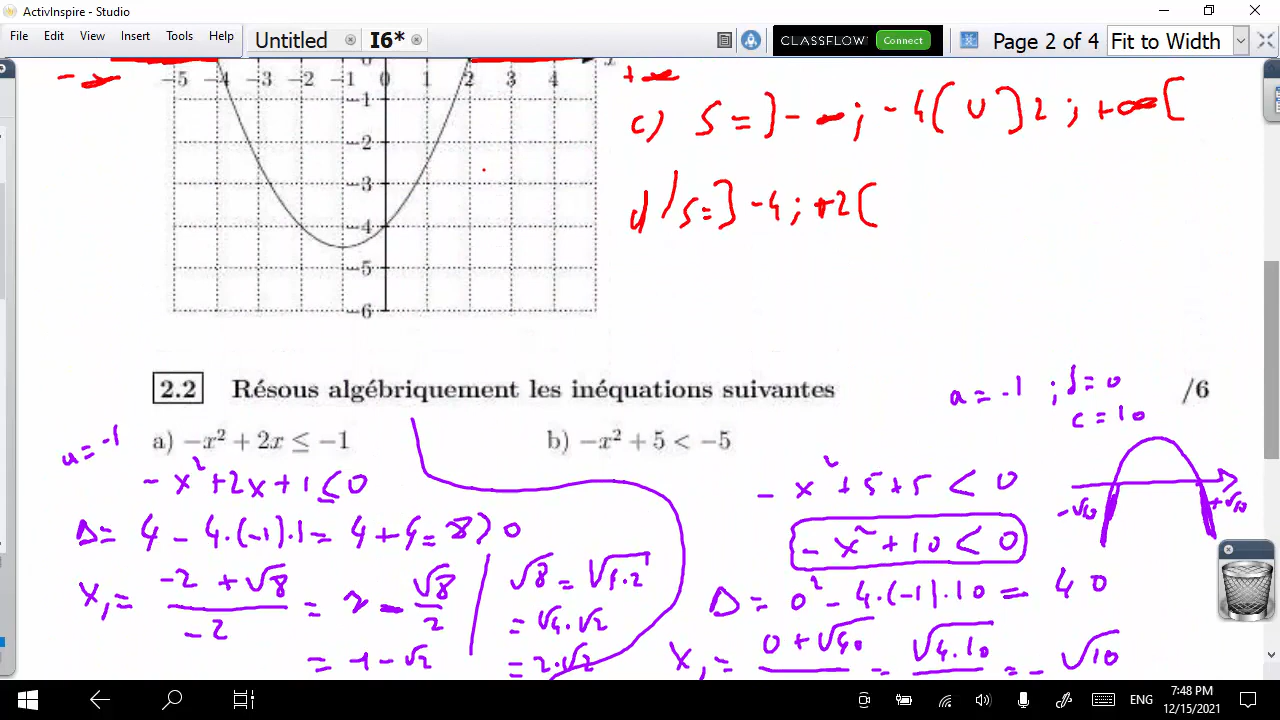 ActivInspire - Studio
File Edit View Insert Tools Help
Untitled
I6*
CLASSFLOW Connect
Page 2 of 4
Fit to Width
-5 -4 -3 -2 -1 0 1 2 3 4
-1
-2
-3
-4
-5
-6
- ∞
+ ∞
c) S = ]-∞; -4[ U ]2; +∞[
d) S = ]-4; +2[
2.2 Résous algébriquement les inéquations suivantes /6
a = -1 ; b = 0
c = 10
a) −x² + 2x ≤ −1
b) −x² + 5 < −5
a = -1
- x² + 2x + 1 ≤ 0
Δ = 4 - 4.(-1).1 = 4 + 4 = 8 > 0
x₁ = (-2 + √8)/-2
- √8/2
= -1 - √2
√8 = √4.2
= √4.√2
= 2.√2
- x² + 5 + 5 < 0
- x² + 10 < 0
-√10
+√10
Δ = 0² - 4.(-1).10 = 40
x₁ = 0 + √40 = √4.10 = - √10
ENG
7:48 PM
12/15/2021